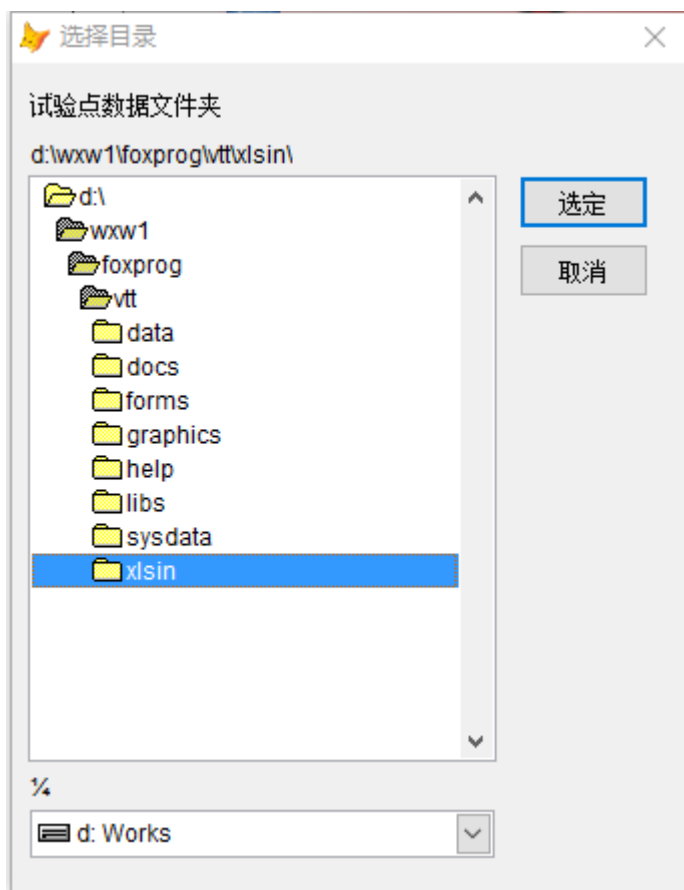 选择目录
试验点数据文件夹
d:\wxw1\foxprog\vtt\xlsin\
d:\
wxw1
foxprog
vtt
data
docs
forms
graphics
help
libs
sysdata
xlsin
选定
取消
¼
d: Works